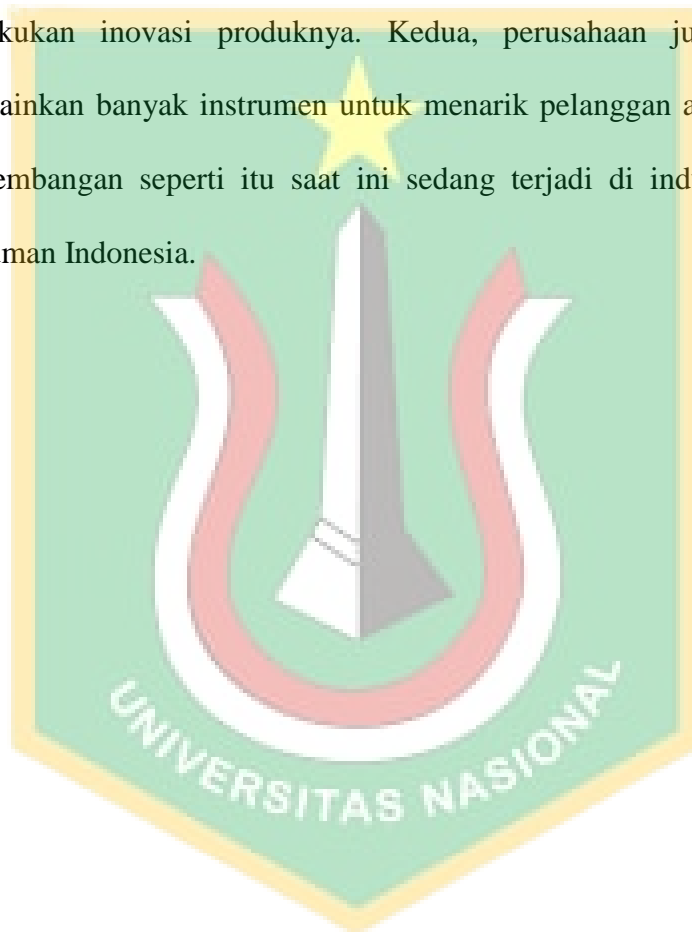 kukan inovasi produknya. Kedua, perusahaan ju
ainkan banyak instrumen untuk menarik pelanggan a
embangan seperti itu saat ini sedang terjadi di ind
uman Indonesia.
UNIVERSITAS NASIONAL